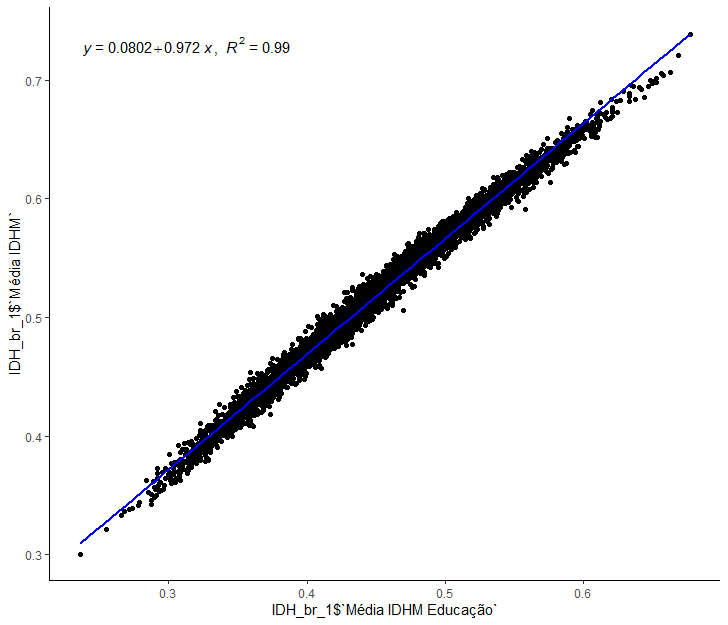 y = 0.0802+0.972 x, R² = 0.99
0.7
0.6
0.5
0.4
0.3
IDH_br_1$`Média IDHM`
0.3 0.4 0.5 0.6
IDH_br_1$`Média IDHM Educação`